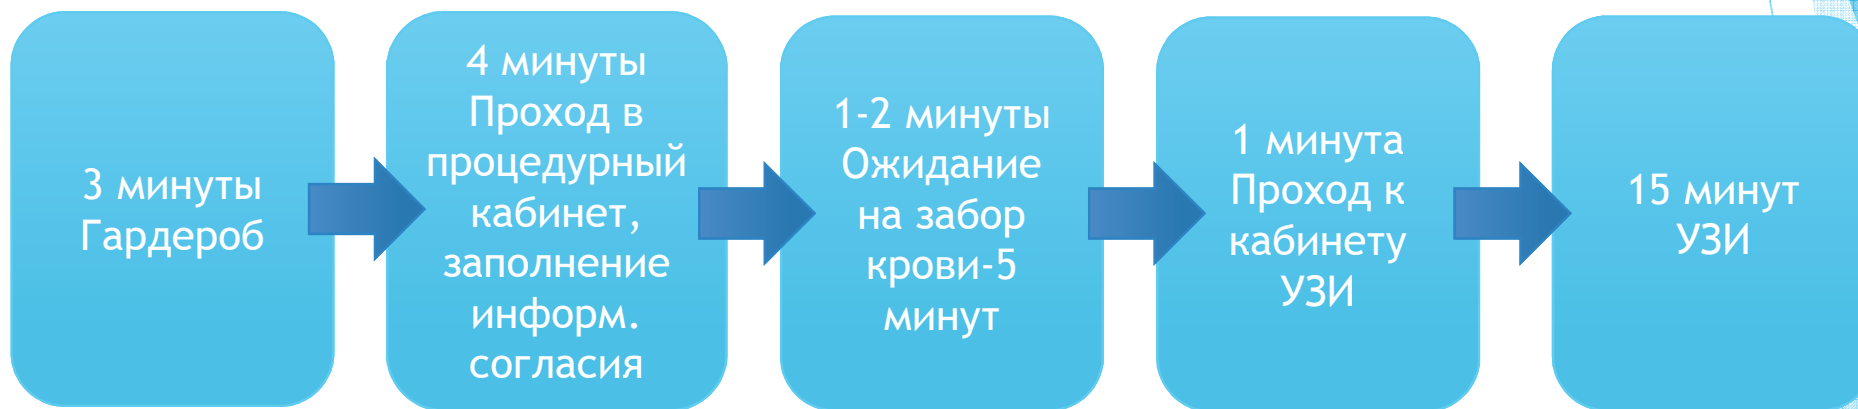 3 минуты
Гардероб
4 минуты
Проход в
процедурный
кабинет,
заполнение
информ.
согласия
1-2 минуты
Ожидание
на забор
крови-5
минут
1 минута
Проход к
кабинету
УЗИ
15 минут
УЗИ